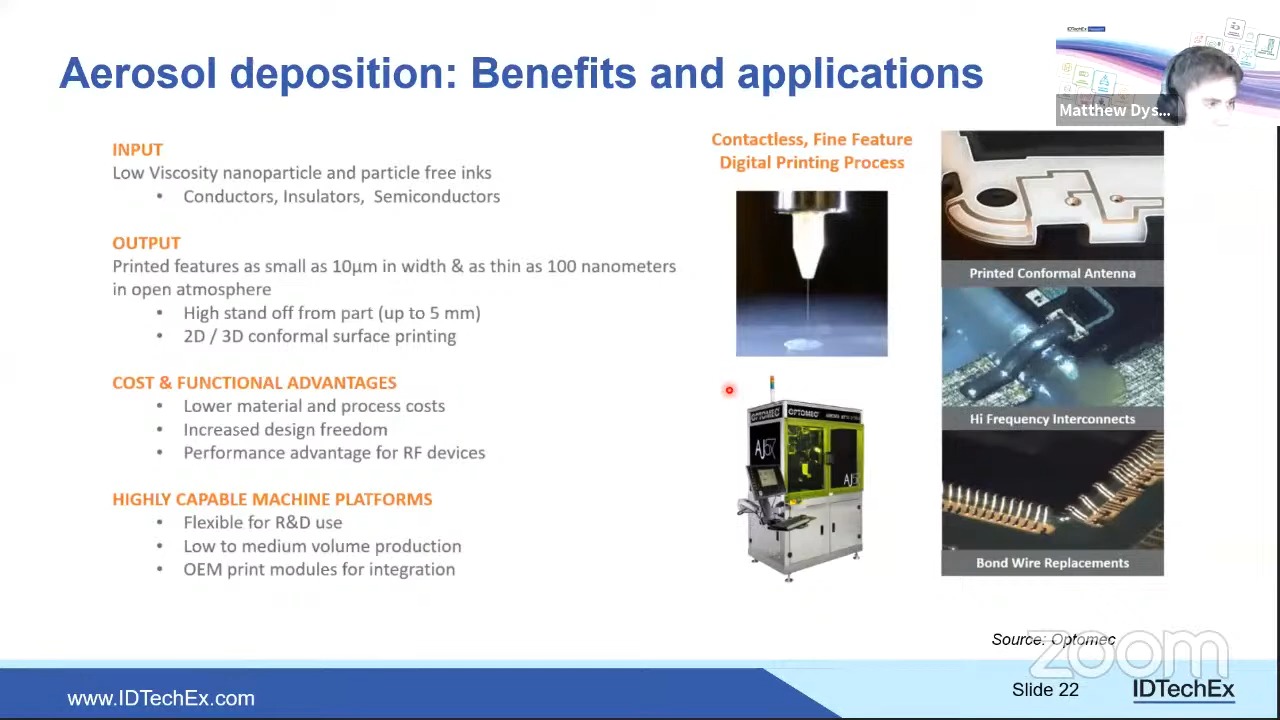 Aerosol deposition: Benefits and applications
IDTechEx
Matthew Dys...
INPUT
Low Viscosity nanoparticle and particle free inks
• Conductors, Insulators, Semiconductors
OUTPUT
Printed features as small as 10µm in width & as thin as 100 nanometers
in open atmosphere
• High stand off from part (up to 5 mm)
• 2D / 3D conformal surface printing
COST & FUNCTIONAL ADVANTAGES
• Lower material and process costs
• Increased design freedom
• Performance advantage for RF devices
HIGHLY CAPABLE MACHINE PLATFORMS
• Flexible for R&D use
• Low to medium volume production
• OEM print modules for integration
Contactless, Fine Feature
Digital Printing Process
OPTOMEC
OPTOMEC
AJ5X
AJ5
Printed Conformal Antenna
Hi Frequency Interconnects
Bond Wire Replacements
Source: Optomec
zoom
www.IDTechEx.com
Slide 22
IDTechEx